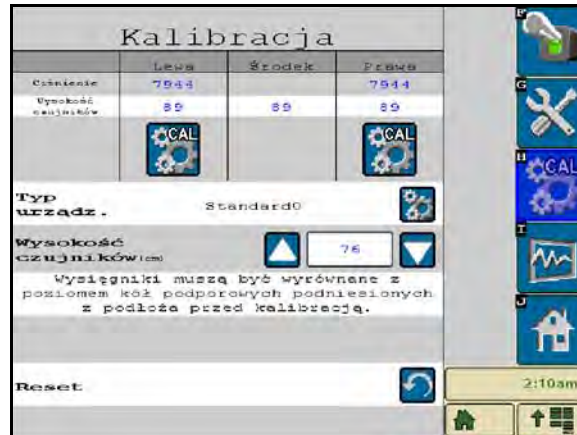 Kalibracja
Lewa Środek Prawa
Ciśnienie 7944 7944
Wysokość
czujników 89 89 89
CAL CAL
Typ
urządz. Standard0
Wysokość
czujników(cm) 76
Wysięgniki muszą być wyrównane z
poziomem kół podporowych podniesionych
z podłoża przed kalibracją.
Reset
F
G
H
CAL
I
J
2:10am